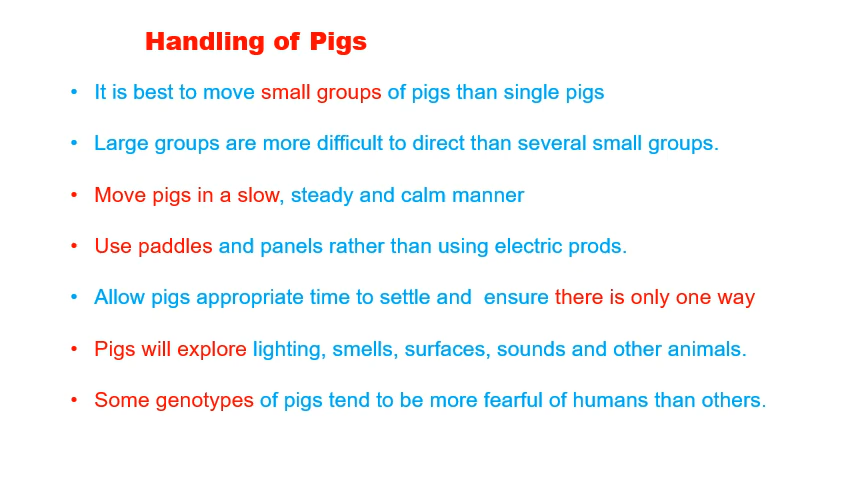 Handling of Pigs
• It is best to move small groups of pigs than single pigs
• Large groups are more difficult to direct than several small groups.
• Move pigs in a slow, steady and calm manner
• Use paddles and panels rather than using electric prods.
• Allow pigs appropriate time to settle and  ensure there is only one way
• Pigs will explore lighting, smells, surfaces, sounds and other animals.
• Some genotypes of pigs tend to be more fearful of humans than others.